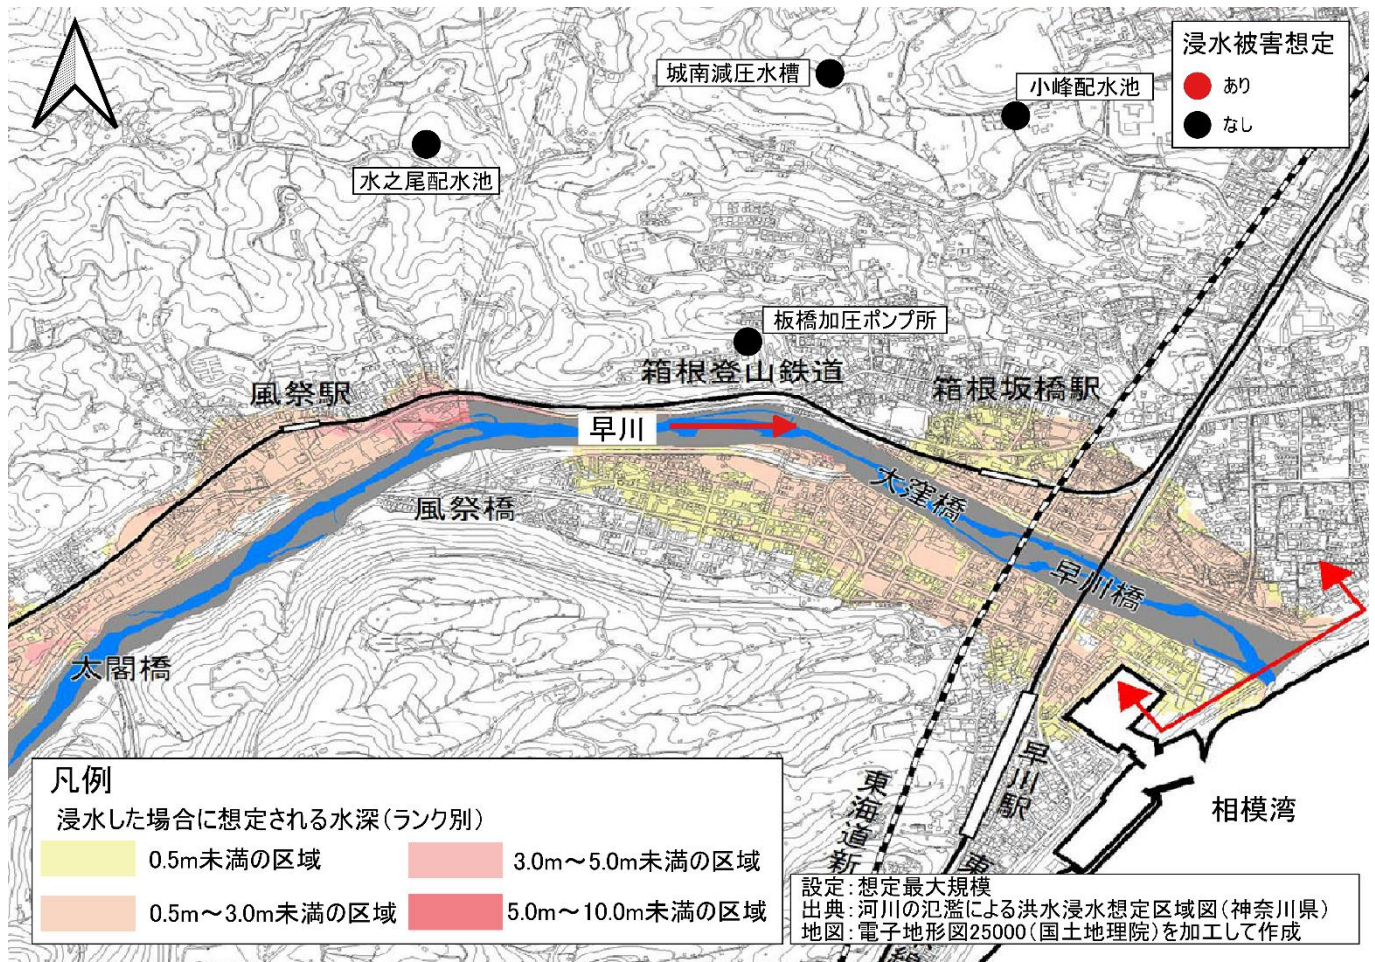 浸水被害想定
あり
なし
城南減圧水槽
小峰配水池
水之尾配水池
板橋加圧ポンプ所
箱根登山鉄道
風祭駅
箱根坂橋駅
早川
大窪橋
風祭橋
早川橋
太閤橋
早川駅
東海道新
東
線
相模湾
凡例
浸水した場合に想定される水深(ランク別)
0.5m未満の区域
3.0m~5.0m未満の区域
0.5m~3.0m未満の区域
5.0m~10.0m未満の区域
設定:想定最大規模
出典:河川の氾濫による洪水浸水想定区域図(神奈川県)
地図:電子地形図25000(国土地理院)を加工して作成